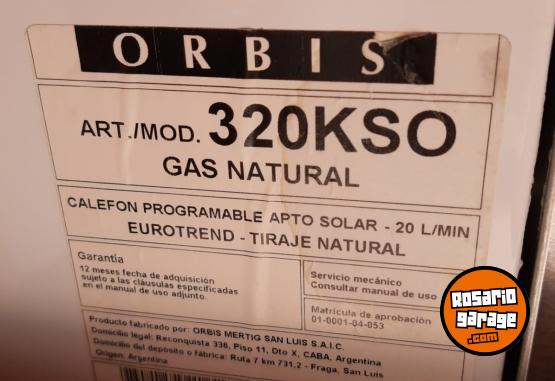 ORBIS
ART./MOD. 320KSO
GAS NATURAL
CALEFON PROGRAMABLE APTO SOLAR - 20 L/MIN
EUROTREND - TIRAJE NATURAL
Garantía
12 meses fecha de adquisición
sujeto a las cláusulas especificadas
en el manual de uso adjunto.
Servicio mecánico
Consultar manual de uso
Matrícula de aprobación
01-0001-04-053
Producto fabricado por: ORBIS MERTIG SAN LUIS S.A.I.C.
Domicilio legal: Reconquista 336, Piso 11, Dto X, CABA, Argentina
Domicilio del depósito o fábrica: Ruta 7 km 731,2 - Fraga, San Luis
Origen: Argentina
Rosario
garage
.com